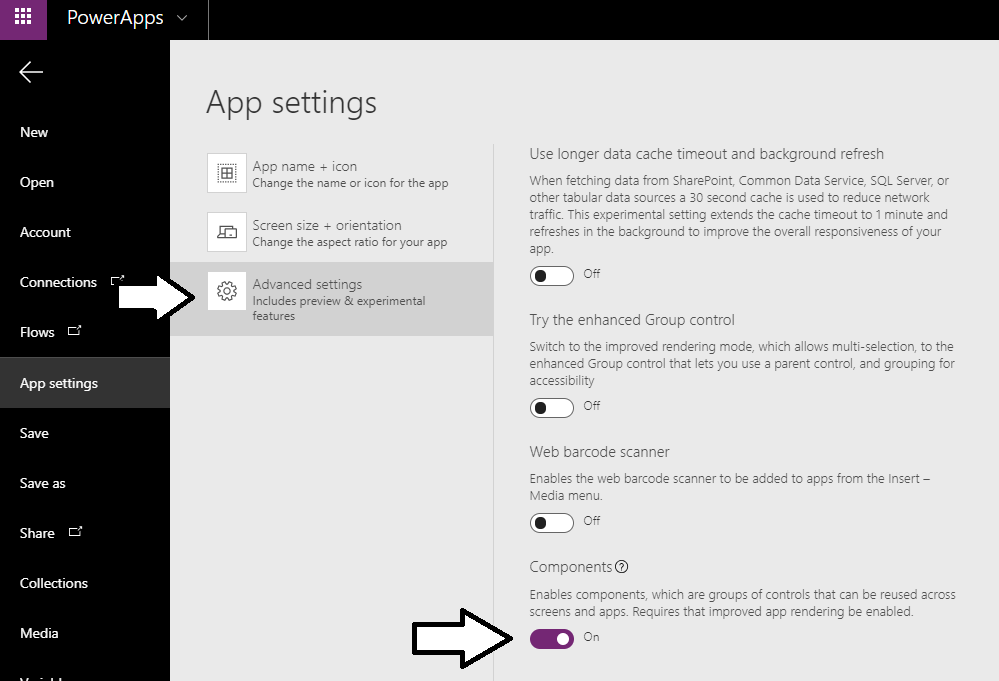 PowerApps
New
Open
Account
Connections
Flows
App settings
Save
Save as
Share
Collections
Media
App settings
App name + icon
Change the name or icon for the app
Screen size + orientation
Change the aspect ratio for your app
Advanced settings
Includes preview & experimental
features
Use longer data cache timeout and background refresh
When fetching data from SharePoint, Common Data Service, SQL Server, or
other tabular data sources a 30 second cache is used to reduce network
traffic. This experimental setting extends the cache timeout to 1 minute and
refreshes in the background to improve the overall responsiveness of your
app.
Off
Try the enhanced Group control
Switch to the improved rendering mode, which allows multi-selection, to the
enhanced Group control that lets you use a parent control, and grouping for
accessibility
Off
Web barcode scanner
Enables the web barcode scanner to be added to apps from the Insert –
Media menu.
Off
Components
Enables components, which are groups of controls that can be reused across
screens and apps. Requires that improved app rendering be enabled.
On